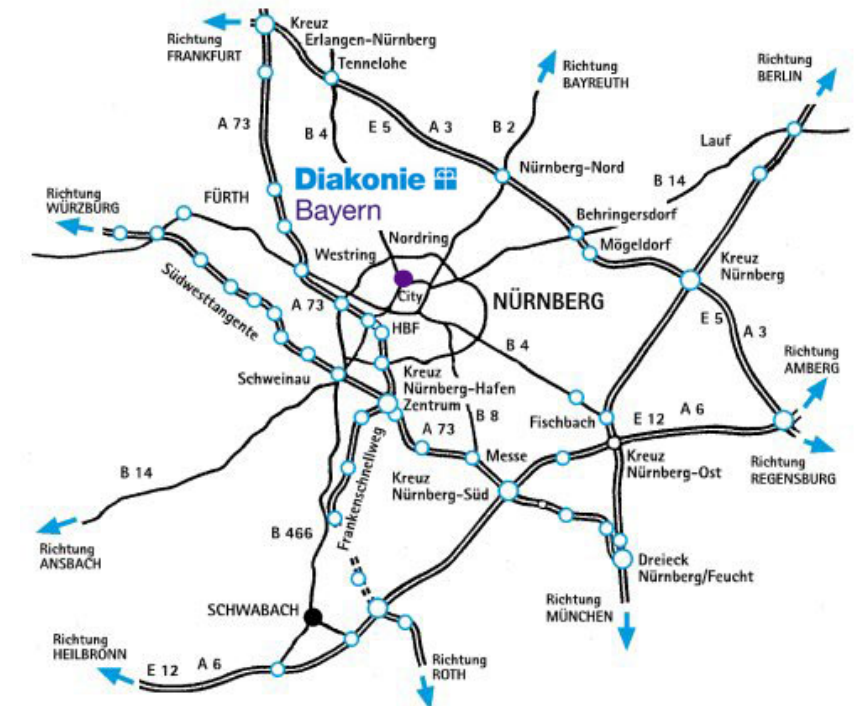 Kreuz
Erlangen-Nürnberg
Tennelohe
Richtung
FRANKFURT
Richtung
BAYREUTH
Richtung
BERLIN
A 73
B 4
E 5
A 3
B 2
Lauf
B 14
Nürnberg-Nord
Diakonie
Bayern
Richtung
WÜRZBURG
FÜRTH
Behringersdorf
Mögeldorf
Nordring
Westring
Kreuz
Nürnberg
Südwesttangente
City
NÜRNBERG
A 73
HBF
E 5
A 3
B 4
Richtung
AMBERG
Schweinau
Kreuz
Nürnberg-Hafen
Zentrum
B 8
Fischbach
E 12
A 6
A 73
Messe
Kreuz
Nürnberg-Ost
Richtung
REGENSBURG
B 14
Kreuz
Nürnberg-Süd
Frankenschnellweg
B 466
Richtung
ANSBACH
Dreieck
Nürnberg/Feucht
Richtung
MÜNCHEN
SCHWABACH
Richtung
HEILBRONN
E 12
A 6
Richtung
ROTH